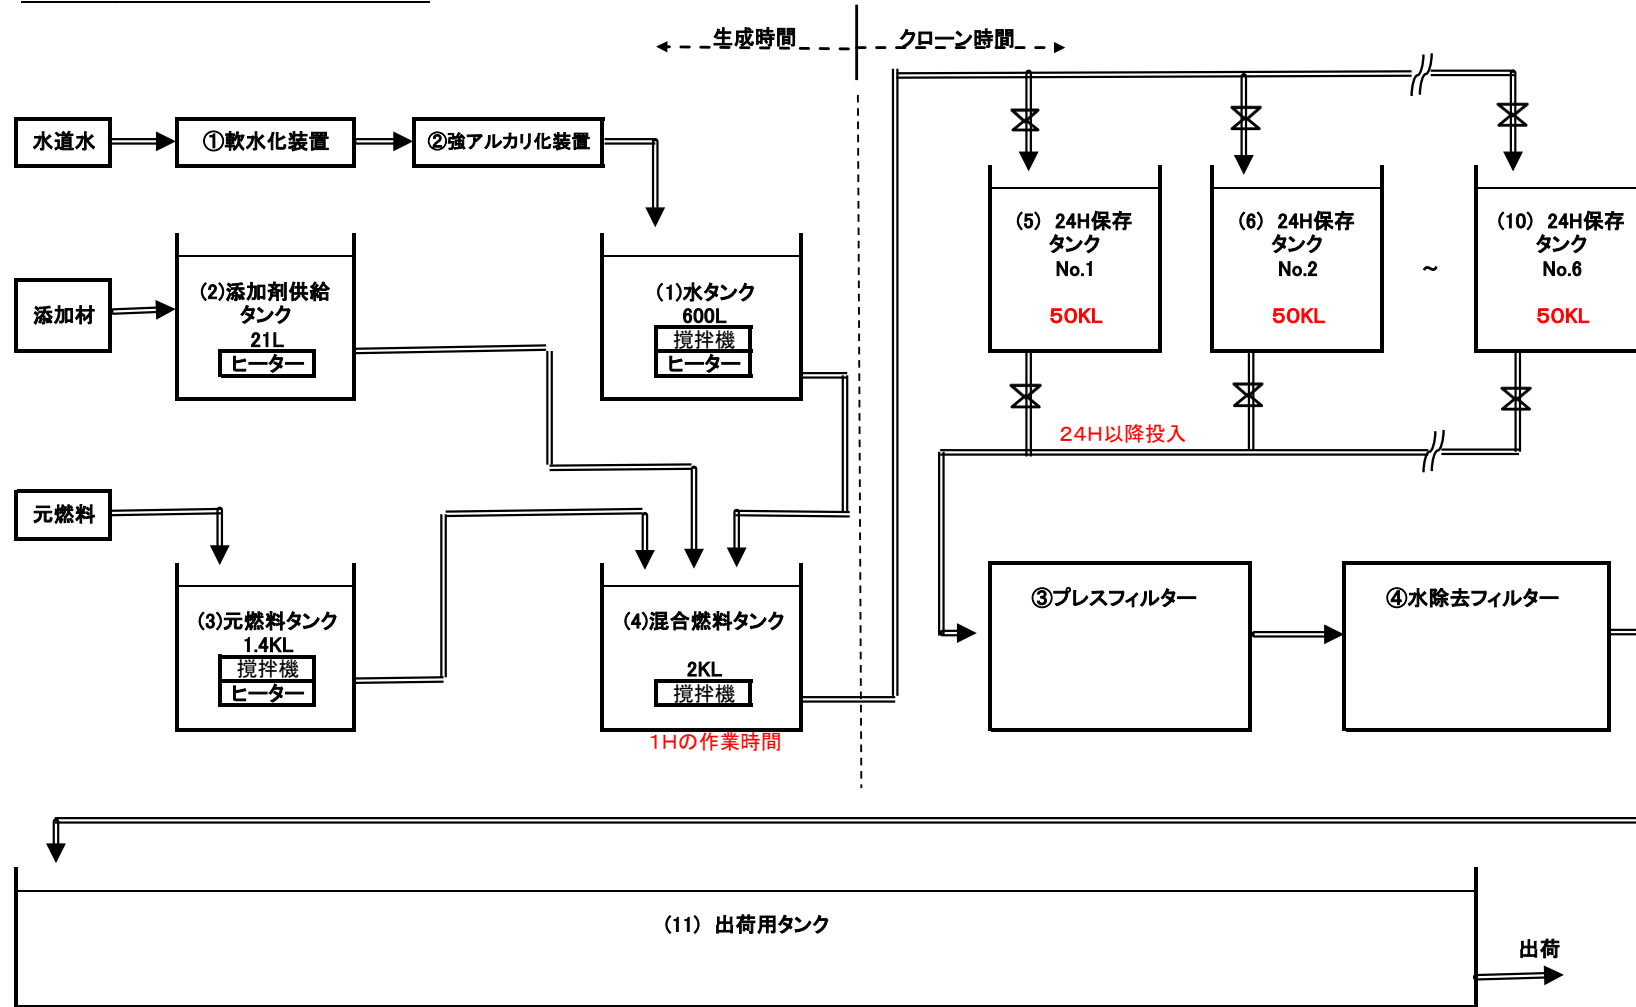 生成時間
クローン時間
水道水
①軟水化装置
②強アルカリ化装置
添加材
(2)添加剤供給
タンク
21L
ヒーター
(1)水タンク
600L
撹拌機
ヒーター
(5) 24H保存
タンク
No.1
50KL
(6) 24H保存
タンク
No.2
50KL
~
(10) 24H保存
タンク
No.6
50KL
24H以降投入
元燃料
(3)元燃料タンク
1.4KL
撹拌機
ヒーター
(4)混合燃料タンク
2KL
撹拌機
1Hの作業時間
③プレスフィルター
④水除去フィルター
(11) 出荷用タンク
出荷